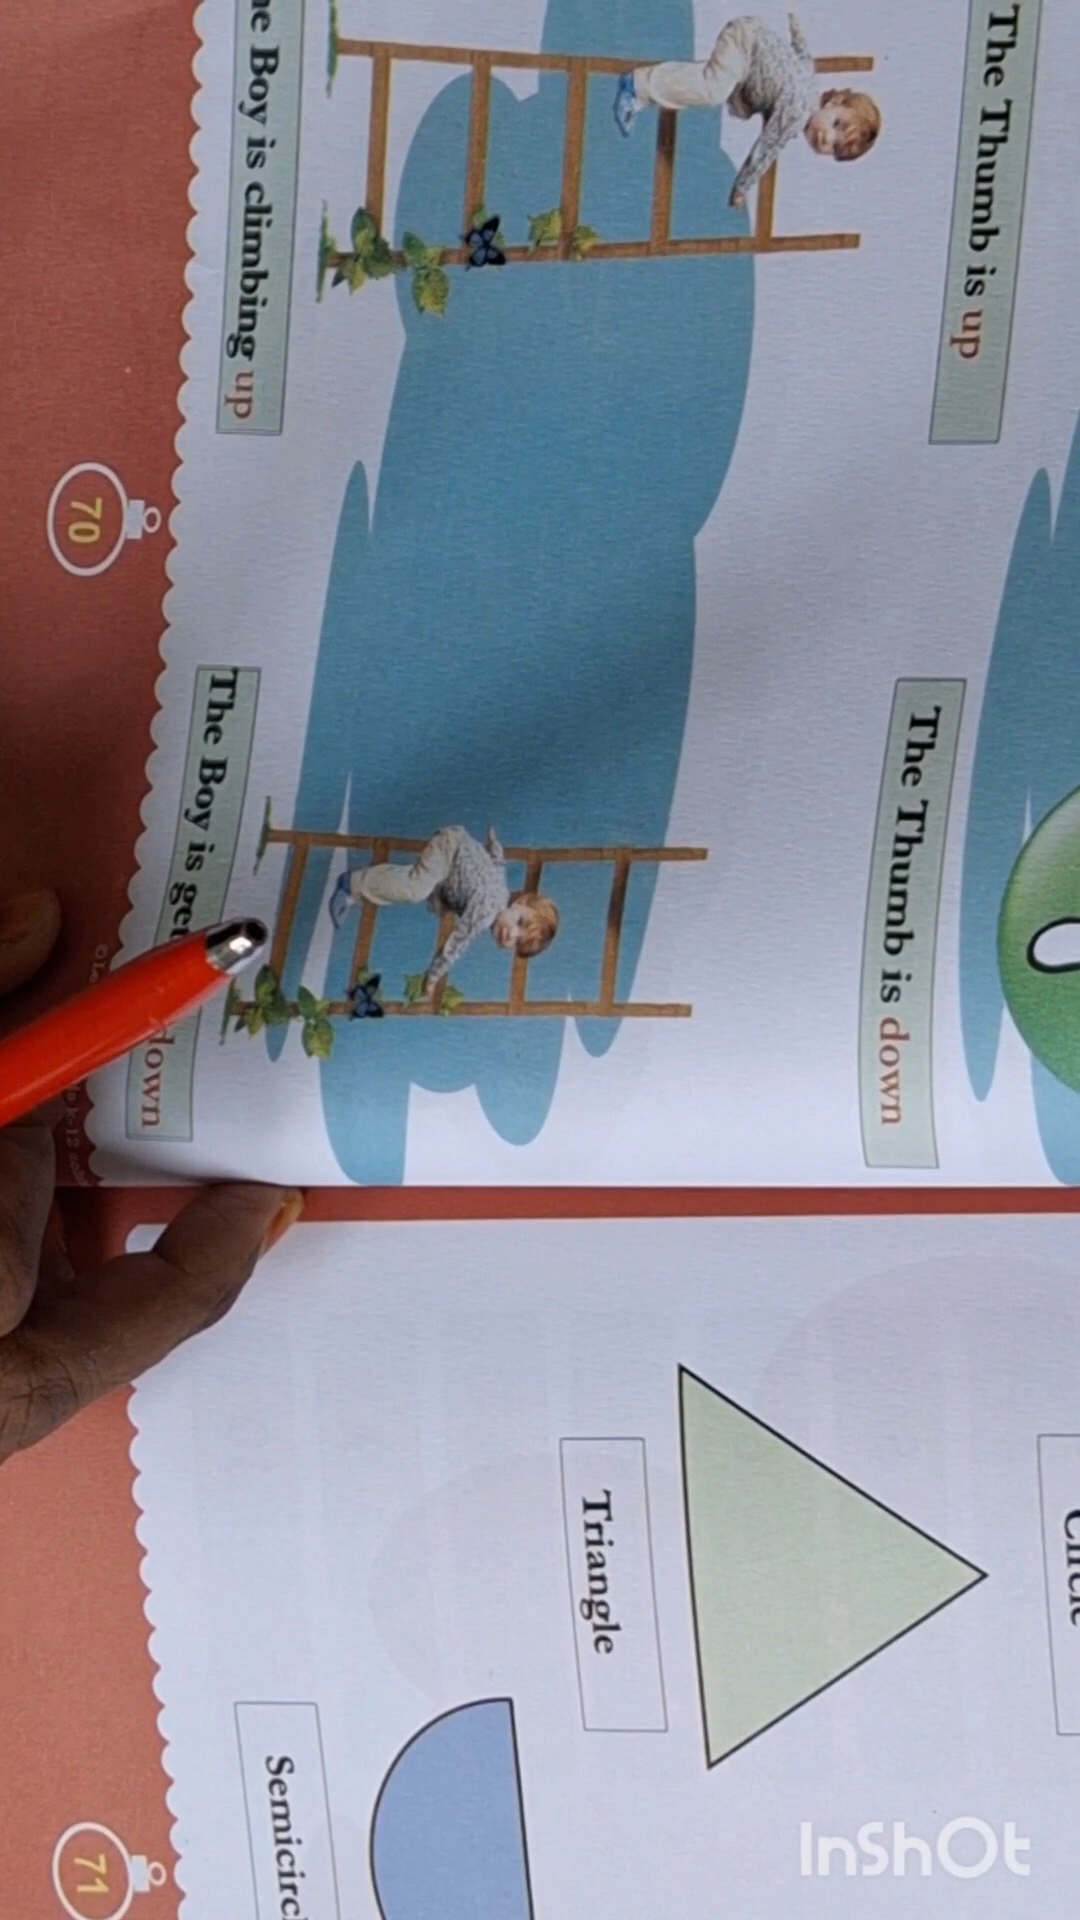 The Thumb is up
The Thumb is down
Boy is climbing up
The Boy is
down
70
Triangle
71
InShOt